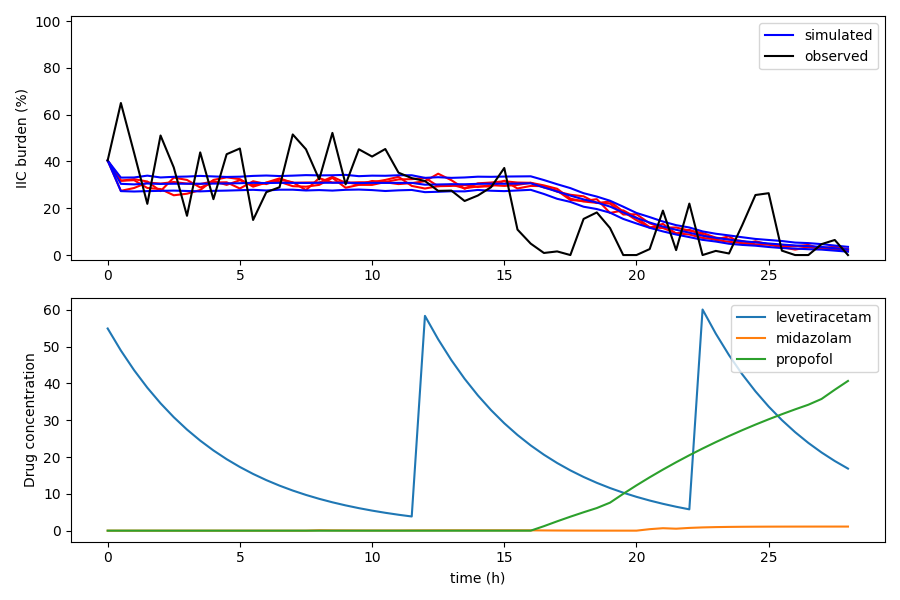 100
80
60
40
20
0
IIC burden (%)
simulated
observed
0 5 10 15 20 25
60
50
40
30
20
10
0
Drug concentration
levetiracetam
midazolam
propofol
0 5 10 15 20 25
time (h)